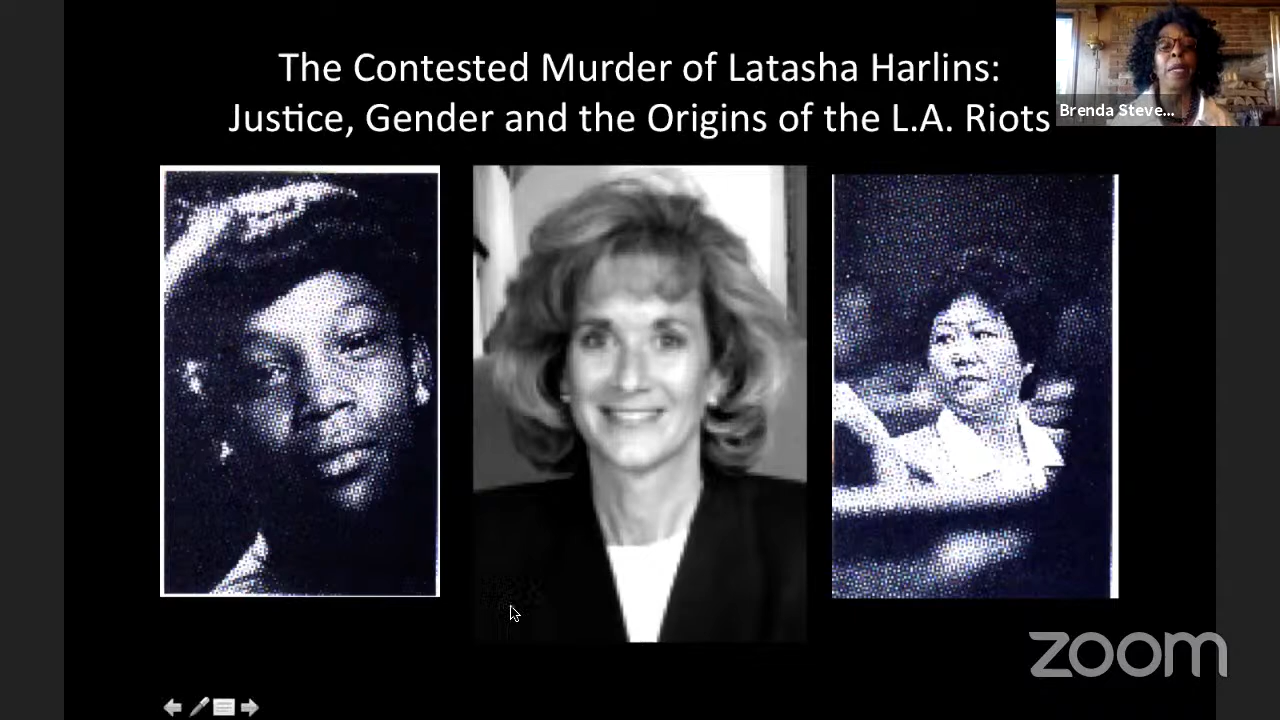 The Contested Murder of Latasha Harlins:
Justice, Gender and the Origins of the L.A. Riots
Brenda Steve...
zoom